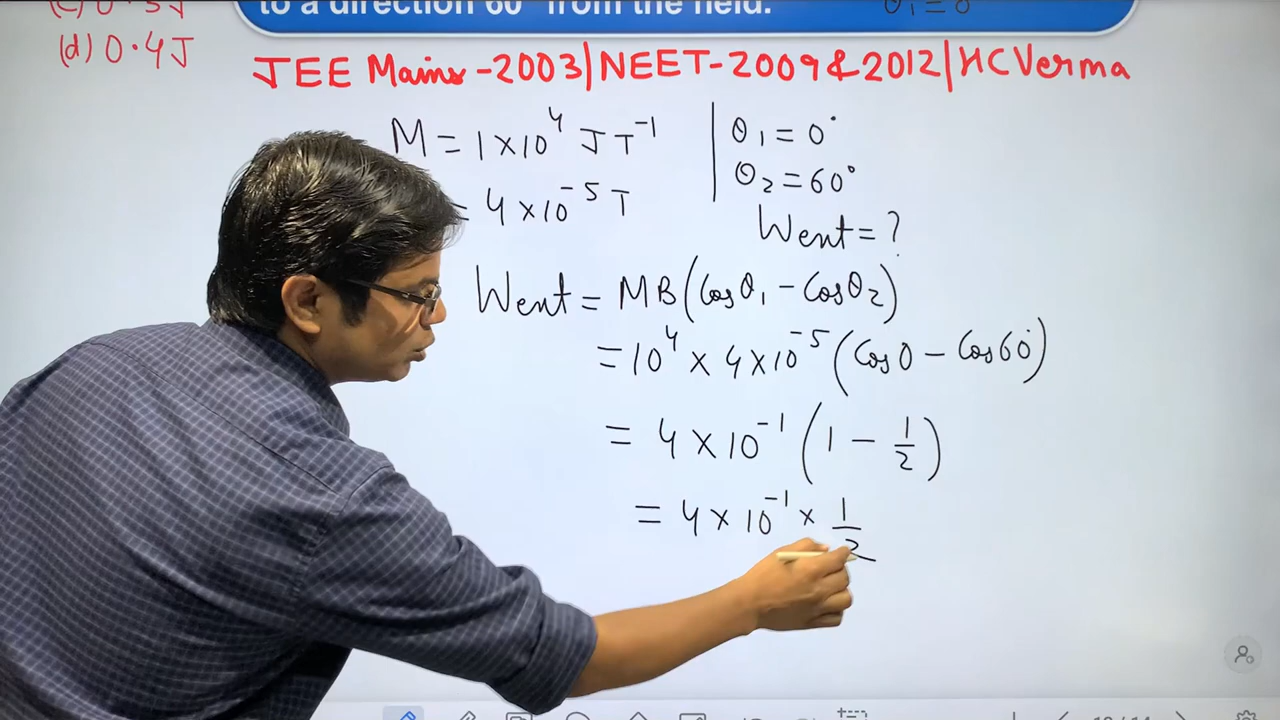 to a direction 60° from the field.
θ₁ = 0
(d) 0.4J
JEE Mains-2003|NEET-2009&2012|HCVerma
M = 1×10⁴ JT⁻¹
= 4×10⁻⁵ T
θ₁ = 0°
θ₂ = 60°
Went = ?
Went = MB(Cosθ₁ - Cosθ₂)
= 10⁴ × 4×10⁻⁵ (Cos0 - Cos60°)
= 4×10⁻¹ (1 - 1/2)
= 4×10⁻¹ × 1/2